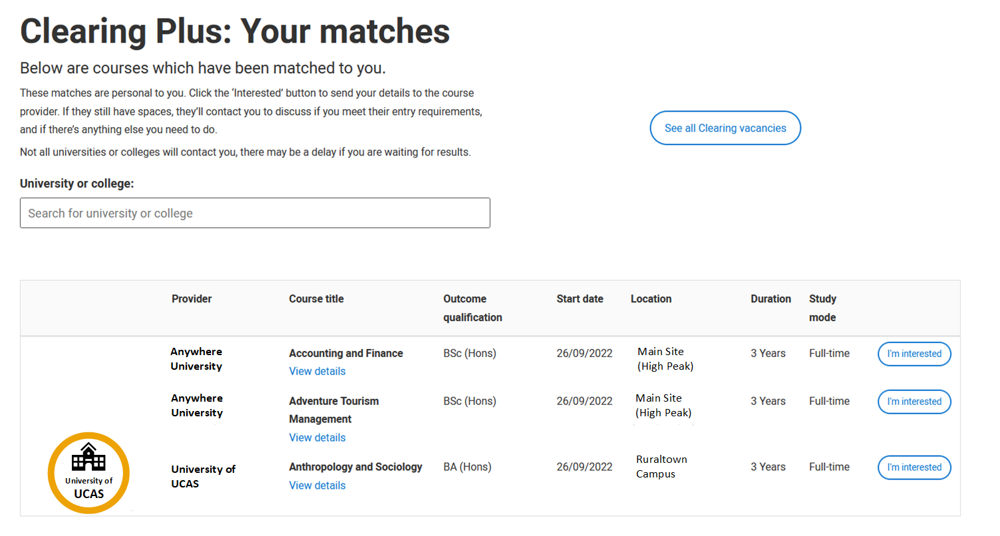 Clearing Plus: Your matches
Below are courses which have been matched to you.
These matches are personal to you. Click the ‘Interested’ button to send your details to the course
provider. If they still have spaces, they’ll contact you to discuss if you meet their entry requirements,
and if there’s anything else you need to do.
Not all universities or colleges will contact you, there may be a delay if you are waiting for results.
See all Clearing vacancies
University or college:
Search for university or college
Provider
Course title
Outcome
qualification
Start date
Location
Duration
Study
mode
Anywhere
University
Accounting and Finance
View details
BSc (Hons)
26/09/2022
Main Site
(High Peak)
3 Years
Full-time
I'm interested
Anywhere
University
Adventure Tourism
Management
View details
BSc (Hons)
26/09/2022
Main Site
(High Peak)
3 Years
Full-time
I'm interested
University of
UCAS
University of
UCAS
Anthropology and Sociology
View details
BA (Hons)
26/09/2022
Ruraltown
Campus
3 Years
Full-time
I'm interested